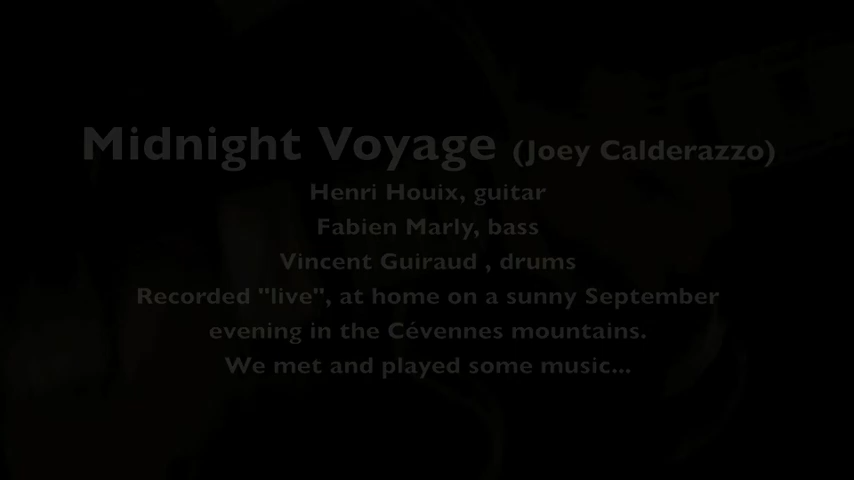 Midnight Voyage (Joey Calderazzo)
Henri Houix, guitar
Fabien Marly, bass
Vincent Guiraud , drums
Recorded "live", at home on a sunny September
evening in the Cévennes mountains.
We met and played some music...